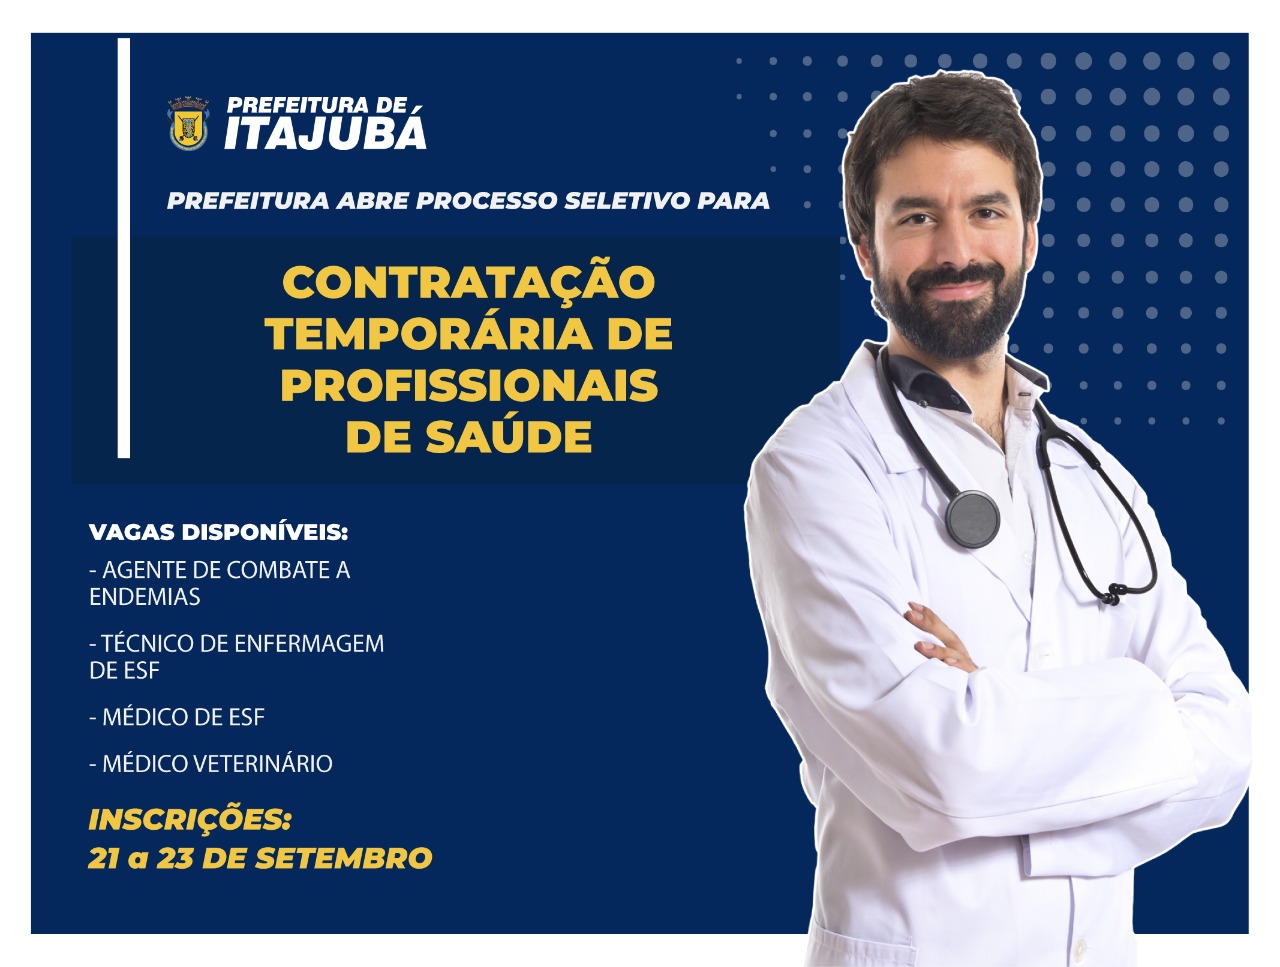 PREFEITURA DE
ITAJUBÁ
PREFEITURA ABRE PROCESSO SELETIVO PARA
CONTRATAÇÃO
TEMPORÁRIA DE
PROFISSIONAIS
DE SAÚDE
VAGAS DISPONÍVEIS:
- AGENTE DE COMBATE A
ENDEMIAS
- TÉCNICO DE ENFERMAGEM
DE ESF
- MÉDICO DE ESF
- MÉDICO VETERINÁRIO
INSCRIÇÕES:
21 a 23 DE SETEMBRO